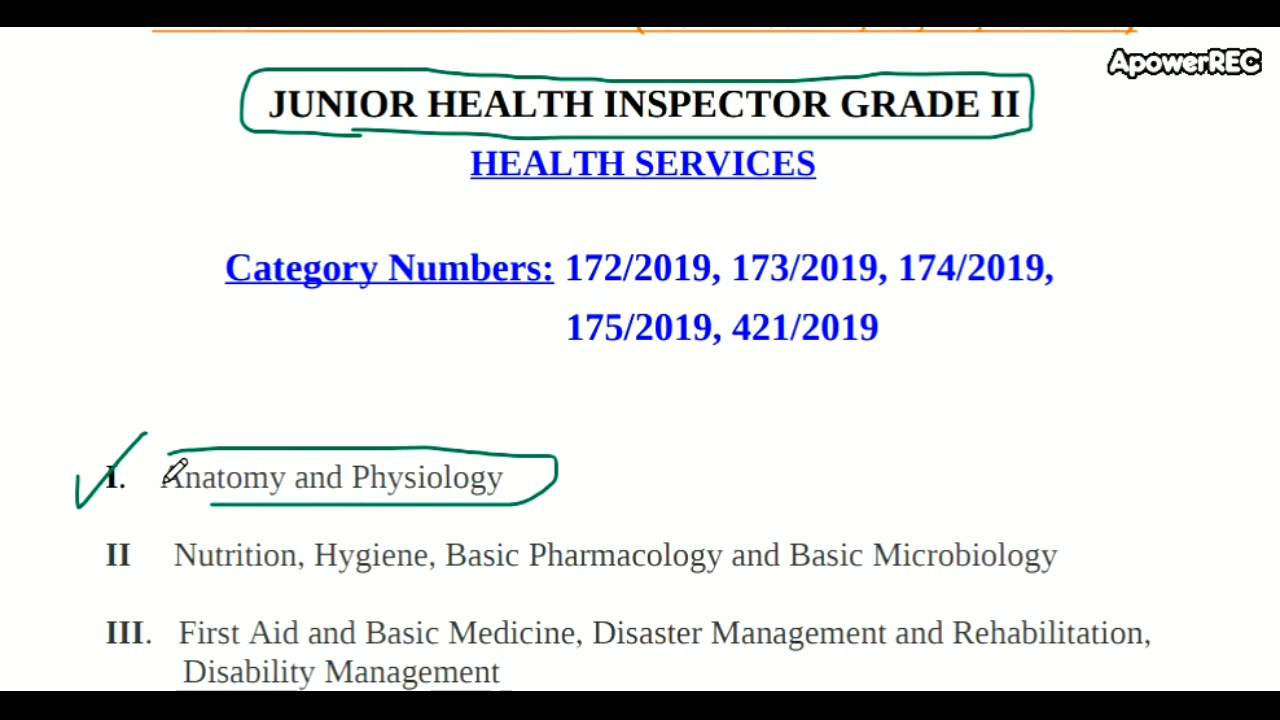 ApowerREC
JUNIOR HEALTH INSPECTOR GRADE II
HEALTH SERVICES
Category Numbers: 172/2019, 173/2019, 174/2019,
175/2019, 421/2019
I. Anatomy and Physiology
II Nutrition, Hygiene, Basic Pharmacology and Basic Microbiology
III. First Aid and Basic Medicine, Disaster Management and Rehabilitation,
Disability Management